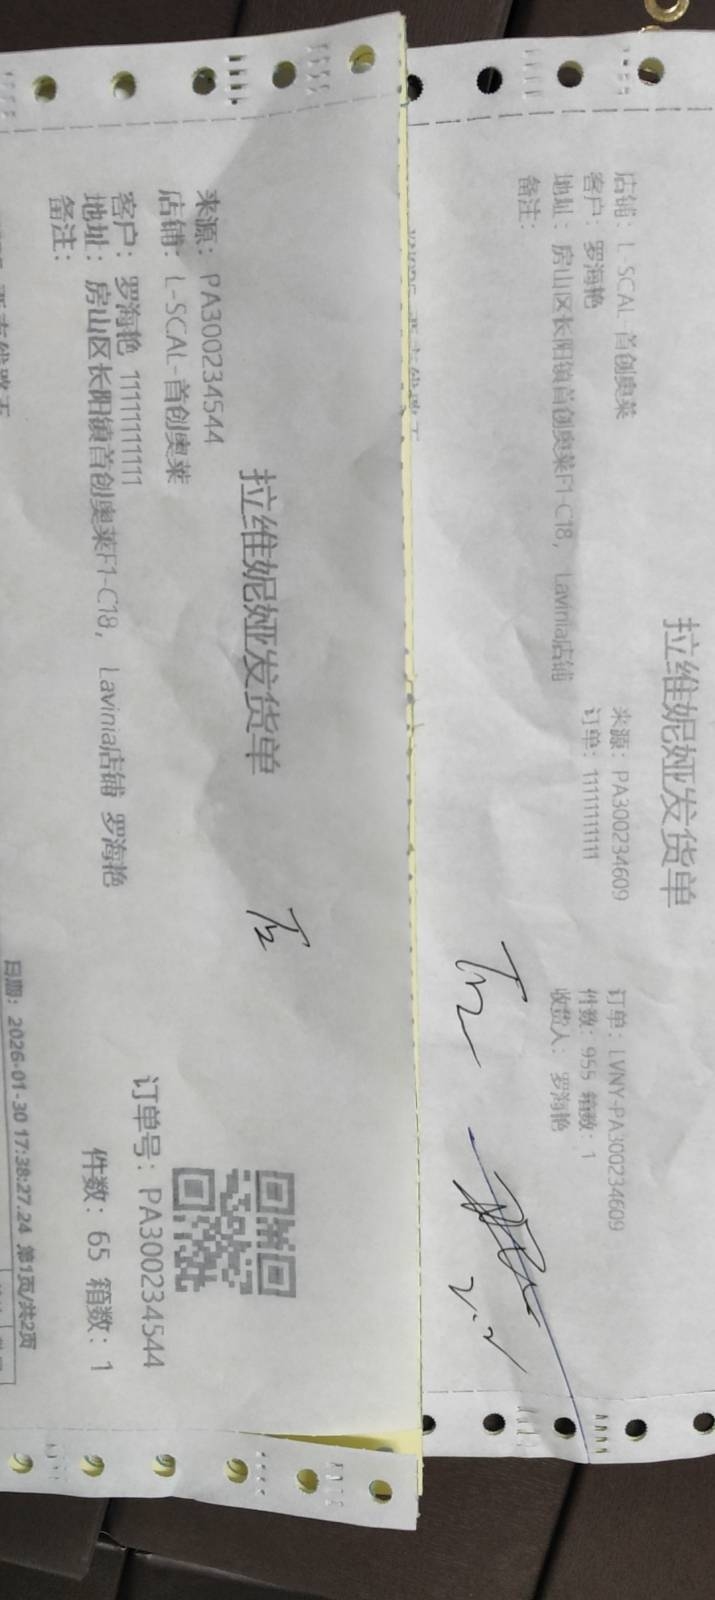 拉维妮娅发货单
来源：PA300234544
店铺：L-SCAL-首创奥莱
订单号：PA300234544
客户：罗海艳 11111111111
件数：65 箱数：1
地址：房山区长阳镇首创奥莱F1-C18， Lavinia店铺 罗海艳
备注：
日期：2026-01-30 17:38:27.24 第1页/共2页
拉维妮娅发货单
店铺：L-SCAL-首创奥莱
来源：PA300234609
订单：LVNY-PA300234609
客户：罗海艳
订单：11111111111
件数：955 箱数：1
地址：房山区长阳镇首创奥莱F1-C18， Lavinia店铺
收货人：罗海艳
备注：